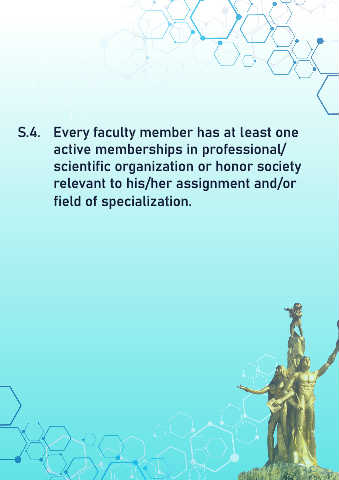 S.4. Every faculty member has at least one
active memberships in professional/
scientific organization or honor society
relevant to his/her assignment and/or
field of specialization.